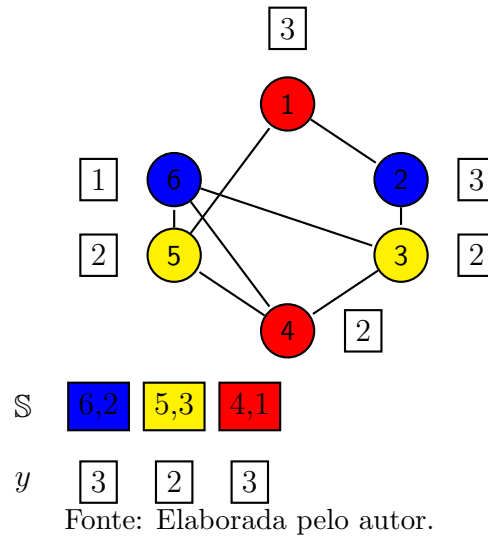 3
1
1 6 2 3
2 5 3 2
4 2
𝕊 6,2 5,3 4,1
y 3 2 3
Fonte: Elaborada pelo autor.